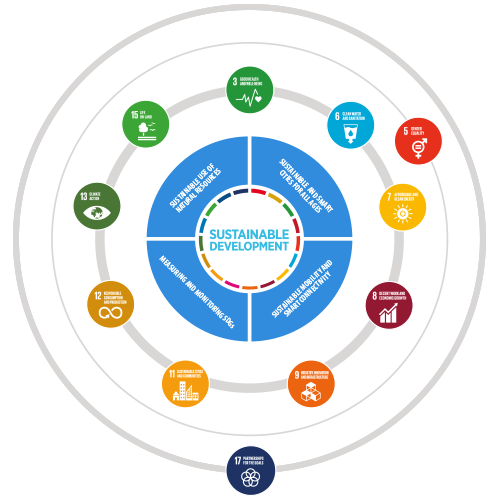 3 GOOD HEALTH
AND WELL-BEING
6 CLEAN WATER
AND SANITATION
5 GENDER
EQUALITY
7 AFFORDABLE AND
CLEAN ENERGY
8 DECENT WORK AND
ECONOMIC GROWTH
9 INDUSTRY, INNOVATION
AND INFRASTRUCTURE
17 PARTNERSHIPS
FOR THE GOALS
11 SUSTAINABLE CITIES
AND COMMUNITIES
12 RESPONSIBLE
CONSUMPTION
AND PRODUCTION
13 CLIMATE
ACTION
15 LIFE
ON LAND
SUSTAINABLE USE OF
NATURAL RESOURCES
SUSTAINABLE AND SMART
CITIES FOR ALL AGES
SUSTAINABLE MOBILITY AND
SMART CONNECTIVITY
MEASURING AND MONITORING SDGs
SUSTAINABLE
DEVELOPMENT